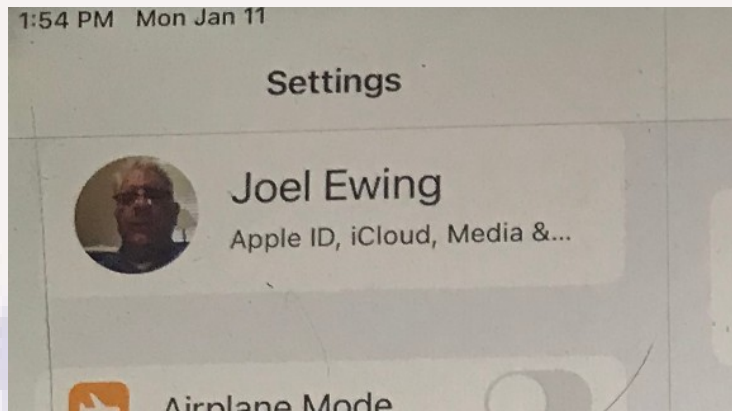 1:54 PM Mon Jan 11
Settings
Joel Ewing
Apple ID, iCloud, Media &...
Airplane Mode